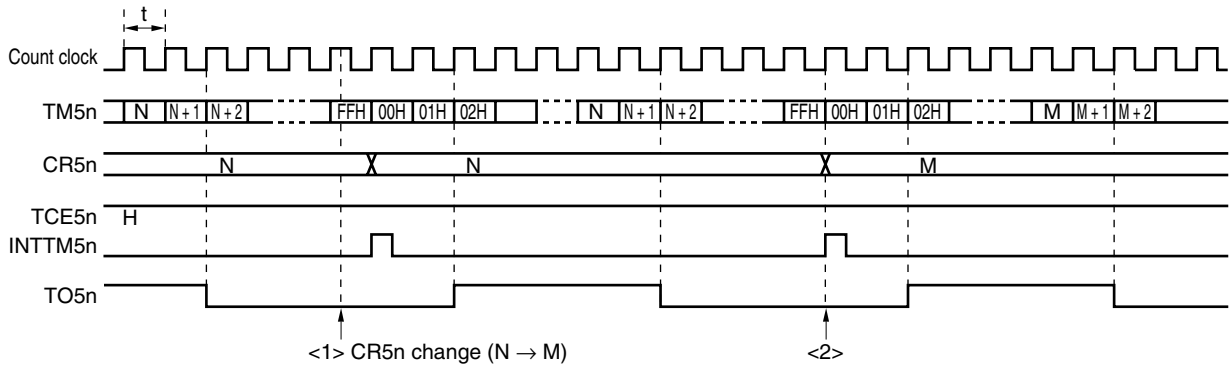 t
Count clock
TM5n N N + 1 N + 2 FFH 00H 01H 02H N N + 1 N + 2 FFH 00H 01H 02H M M + 1 M + 2
CR5n N N M
TCE5n H
INTTM5n
TO5n
<1> CR5n change (N → M) <2>